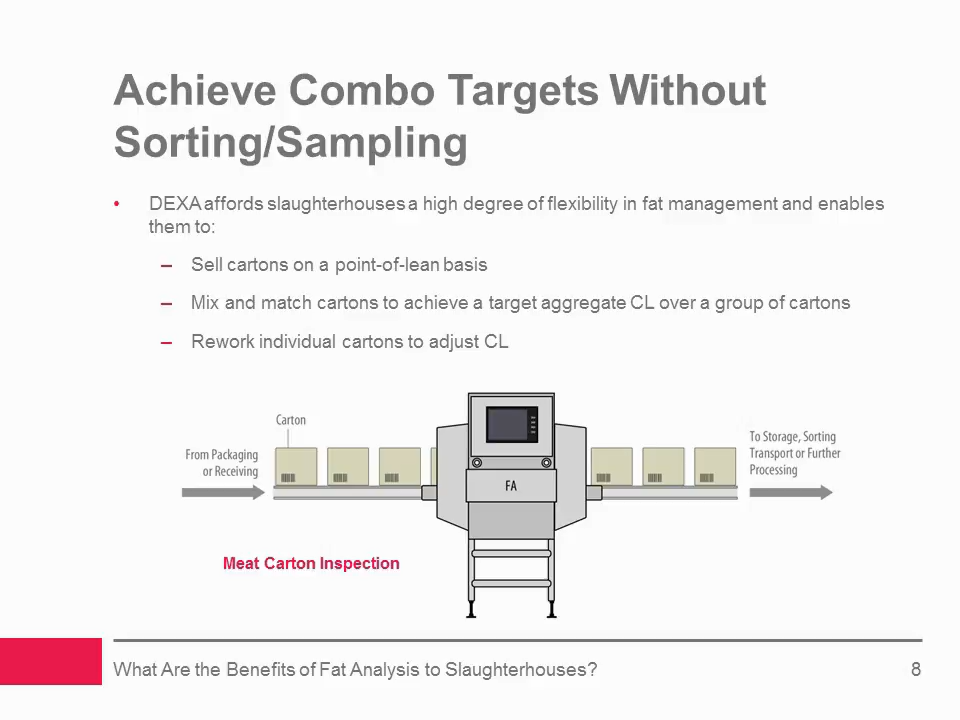 Achieve Combo Targets Without
Sorting/Sampling
• DEXA affords slaughterhouses a high degree of flexibility in fat management and enables
them to:
– Sell cartons on a point-of-lean basis
– Mix and match cartons to achieve a target aggregate CL over a group of cartons
– Rework individual cartons to adjust CL
Carton
From Packaging
or Receiving
FA
To Storage, Sorting
Transport or Further
Processing
Meat Carton Inspection
What Are the Benefits of Fat Analysis to Slaughterhouses?
8